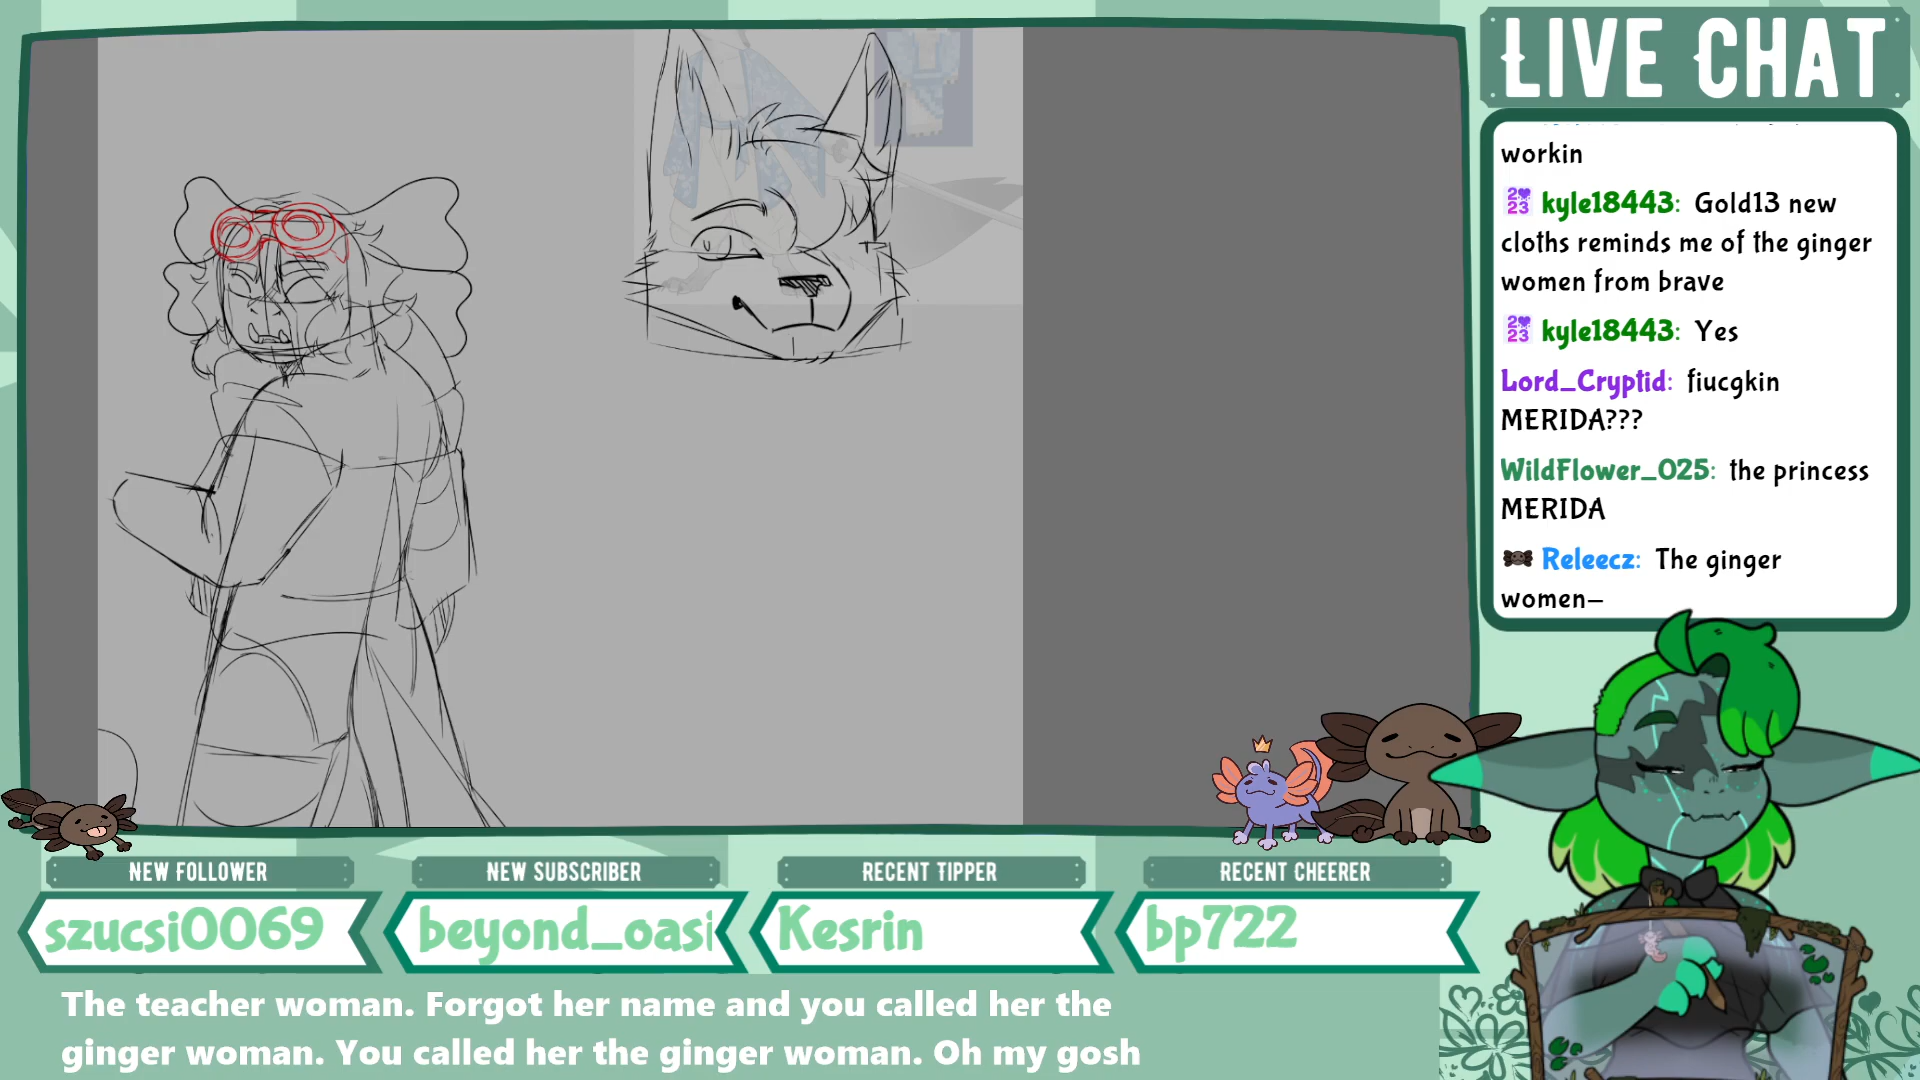 LIVE CHAT
workin
2023 kyle18443: Gold13 new
cloths reminds me of the ginger
women from brave
2023 kyle18443: Yes
Lord_Cryptid: fiucgkin
MERIDA???
WildFlower_025: the princess
MERIDA
Releecz: The ginger
women–
NEW FOLLOWER
NEW SUBSCRIBER
RECENT TIPPER
RECENT CHEERER
szucsi0069
beyond_oasi
Kesrin
bp722
The teacher woman. Forgot her name and you called her the
ginger woman. You called her the ginger woman. Oh my gosh